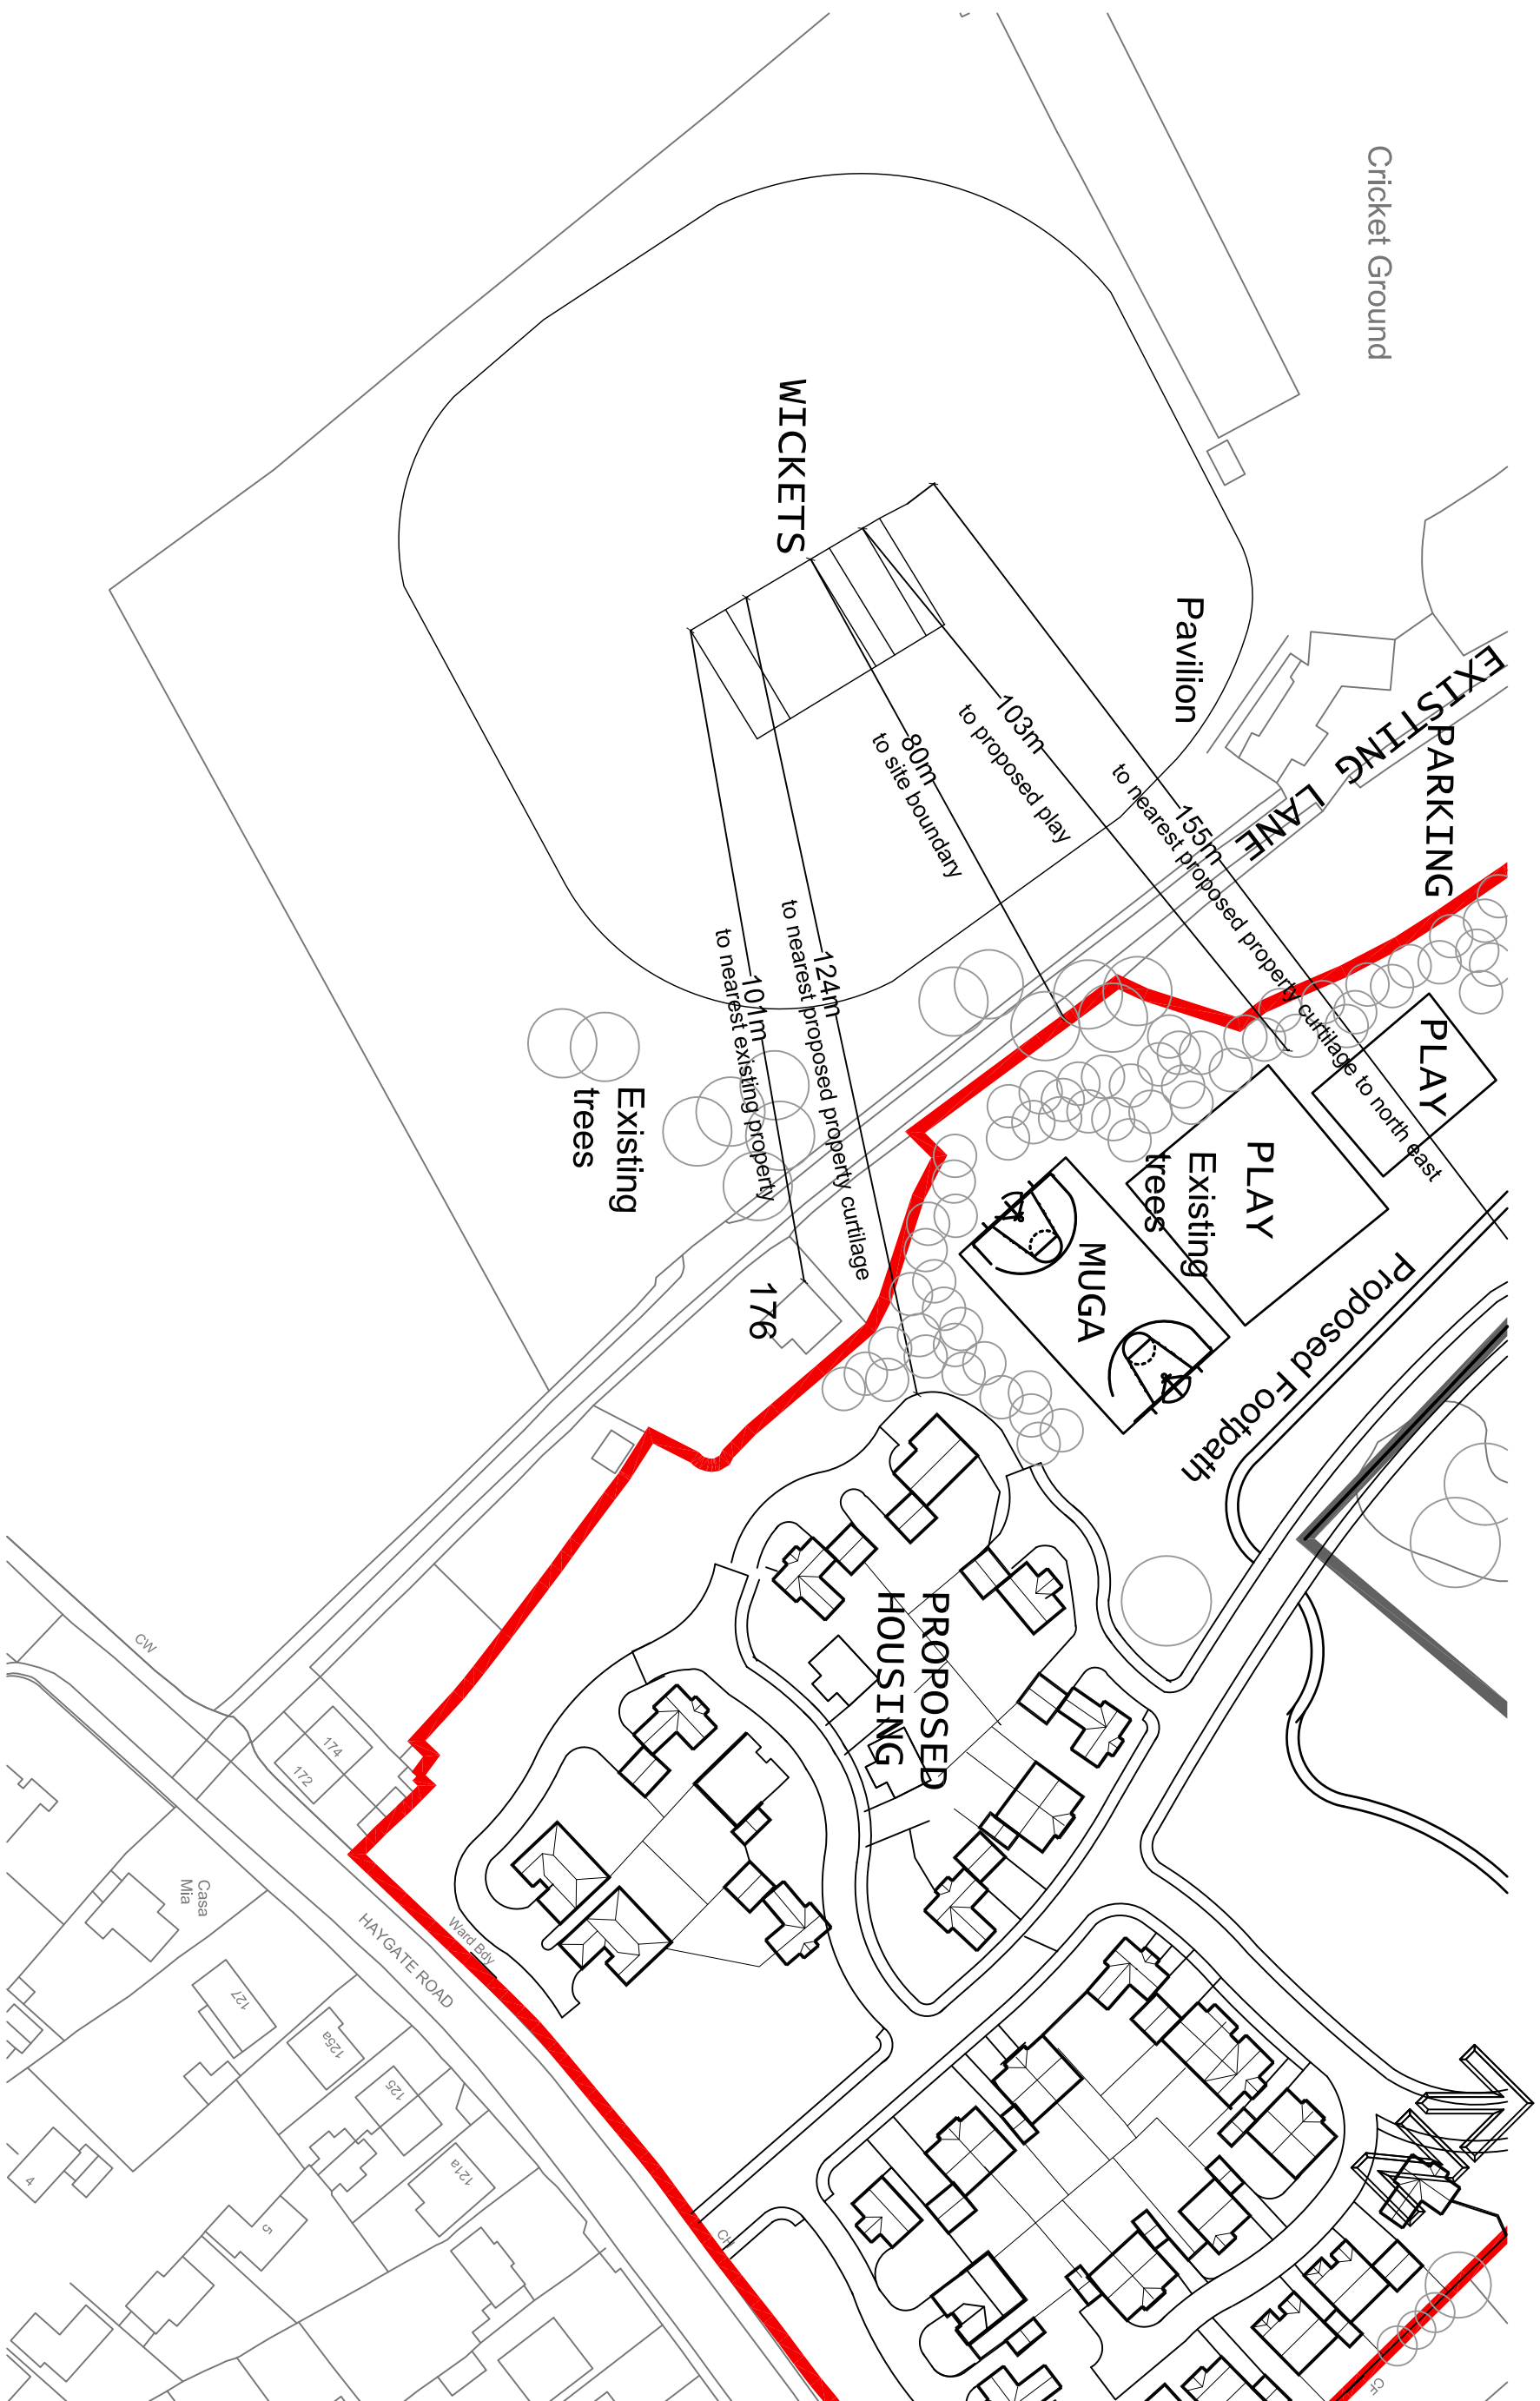 Cricket Ground
WICKETS
Pavilion
EXISTING LANE
PARKING
103m
to proposed play
80m
to site boundary
155m
to nearest proposed property curtilage to north east
124m
to nearest proposed property curtilage
101m
to nearest existing property
Existing
trees
PLAY
PLAY
Existing
trees
MUGA
Proposed Footpath
176
PROPOSED
HOUSING
CW
174
172
Casa
Mia
HAYGATE ROAD
Ward Bdy
127
125a
125
121a
4
5
CH
CF